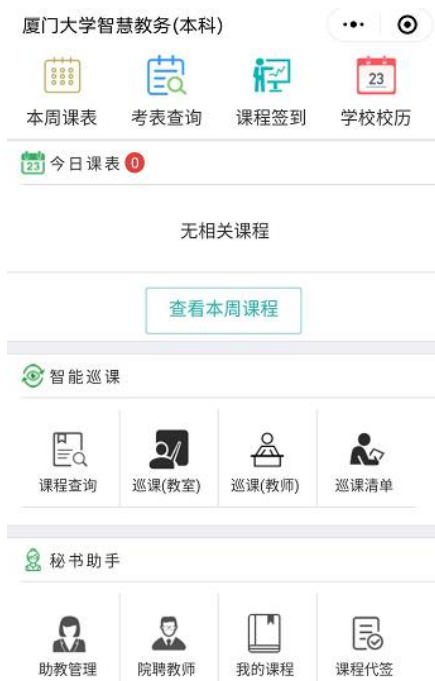 厦门大学智慧教务(本科)
23
本周课表 考表查询 课程签到 学校校历
23 今日课表 0
无相关课程
查看本周课程
智能巡课
课程查询 巡课(教室) 巡课(教师) 巡课清单
秘书助手
助教管理 院聘教师 我的课程 课程代签